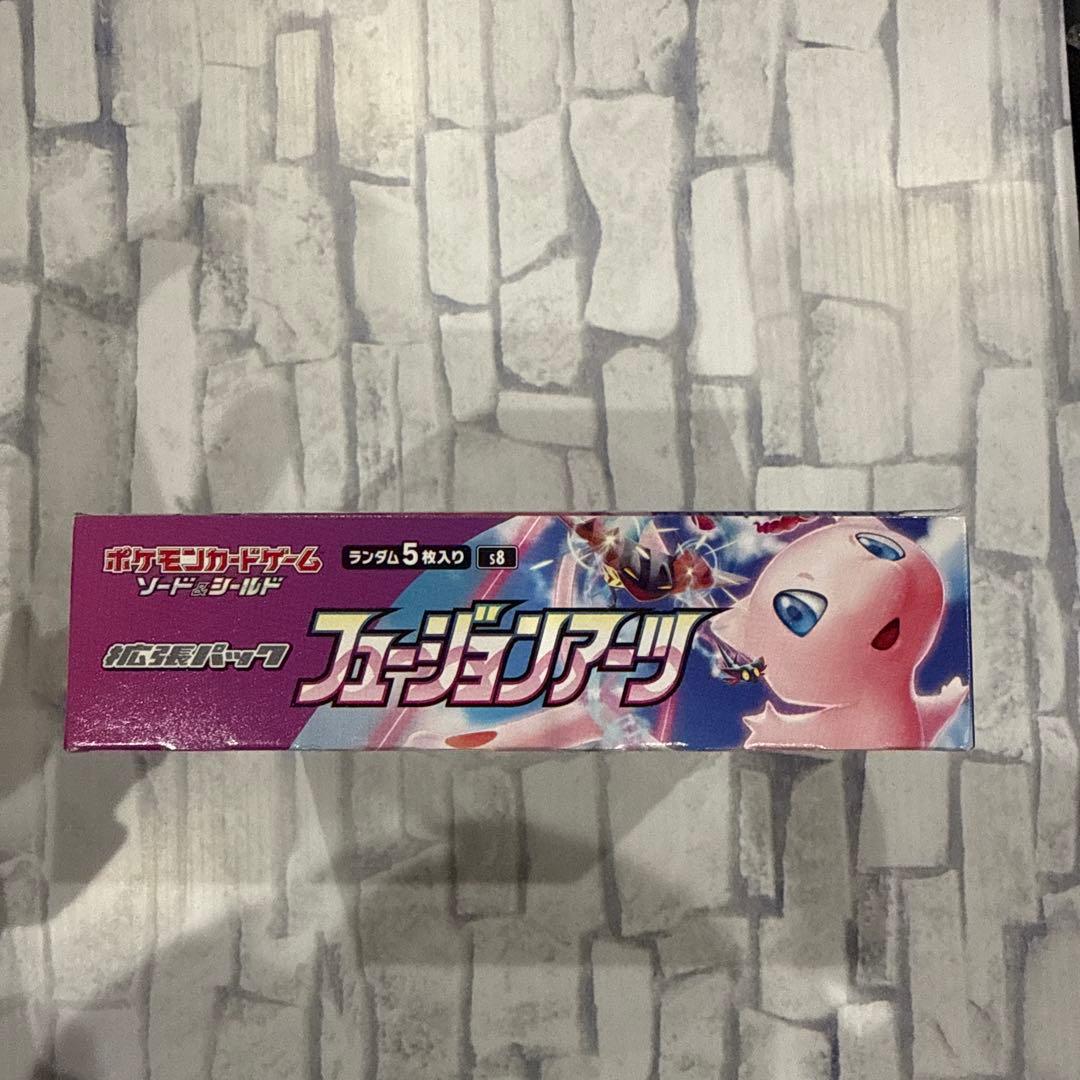 ポケモンカードゲーム
ソード&シールド
ランダム5枚入り S8
拡張パック
フュージョンアーツ